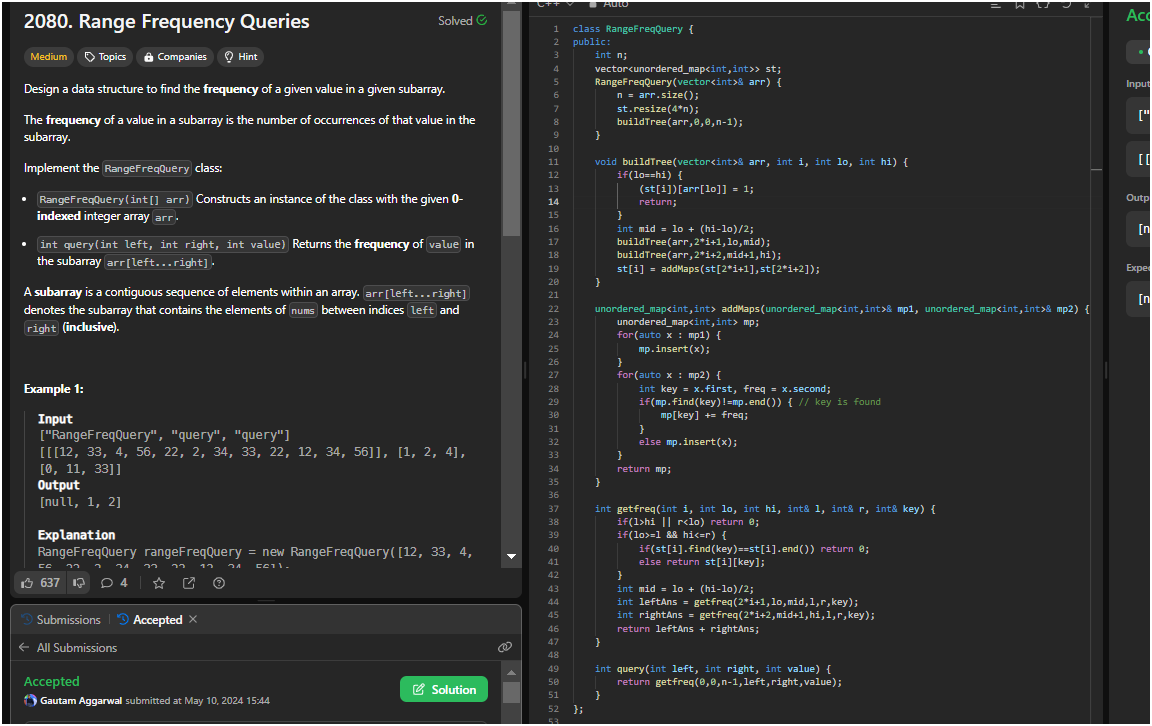 2080. Range Frequency Queries
Solved
Medium
Topics
Companies
Hint
Design a data structure to find the frequency of a given value in a given subarray.
The frequency of a value in a subarray is the number of occurrences of that value in the
subarray.
Implement the RangeFreqQuery class:
• RangeFreqQuery(int[] arr) Constructs an instance of the class with the given 0-
indexed integer array arr.
• int query(int left, int right, int value) Returns the frequency of value in
the subarray arr[left...right].
A subarray is a contiguous sequence of elements within an array. arr[left...right]
denotes the subarray that contains the elements of nums between indices left and
right (inclusive).
Example 1:
Input
["RangeFreqQuery", "query", "query"]
[[[12, 33, 4, 56, 22, 2, 34, 33, 22, 12, 34, 56]], [1, 2, 4],
[0, 11, 33]]
Output
[null, 1, 2]
Explanation
RangeFreqQuery rangeFreqQuery = new RangeFreqQuery([12, 33, 4,
56, 22, 2, 34, 33, 22, 12, 34, 56]);
637
4
Submissions
Accepted
All Submissions
Accepted
Gautam Aggarwal submitted at May 10, 2024 15:44
Solution
C++
Auto
1 class RangeFreqQuery {
2 public:
3 int n;
4 vector<unordered_map<int,int>> st;
5 RangeFreqQuery(vector<int>& arr) {
6 n = arr.size();
7 st.resize(4*n);
8 buildTree(arr,0,0,n-1);
9 }
10
11 void buildTree(vector<int>& arr, int i, int lo, int hi) {
12 if(lo==hi) {
13 (st[i])[arr[lo]] = 1;
14 return;
15 }
16 int mid = lo + (hi-lo)/2;
17 buildTree(arr,2*i+1,lo,mid);
18 buildTree(arr,2*i+2,mid+1,hi);
19 st[i] = addMaps(st[2*i+1],st[2*i+2]);
20 }
21
22 unordered_map<int,int> addMaps(unordered_map<int,int>& mp1, unordered_map<int,int>& mp2) {
23 unordered_map<int,int> mp;
24 for(auto x : mp1) {
25 mp.insert(x);
26 }
27 for(auto x : mp2) {
28 int key = x.first, freq = x.second;
29 if(mp.find(key)!=mp.end()) { // key is found
30 mp[key] += freq;
31 }
32 else mp.insert(x);
33 }
34 return mp;
35 }
36
37 int getfreq(int i, int lo, int hi, int& l, int& r, int& key) {
38 if(l>hi || r<lo) return 0;
39 if(lo>=l && hi<=r) {
40 if(st[i].find(key)==st[i].end()) return 0;
41 else return st[i][key];
42 }
43 int mid = lo + (hi-lo)/2;
44 int leftAns = getfreq(2*i+1,lo,mid,l,r,key);
45 int rightAns = getfreq(2*i+2,mid+1,hi,l,r,key);
46 return leftAns + rightAns;
47 }
48
49 int query(int left, int right, int value) {
50 return getfreq(0,0,n-1,left,right,value);
51 }
52 };
53
Acc
Input
["
[[
Outp
[n
Expec
[n